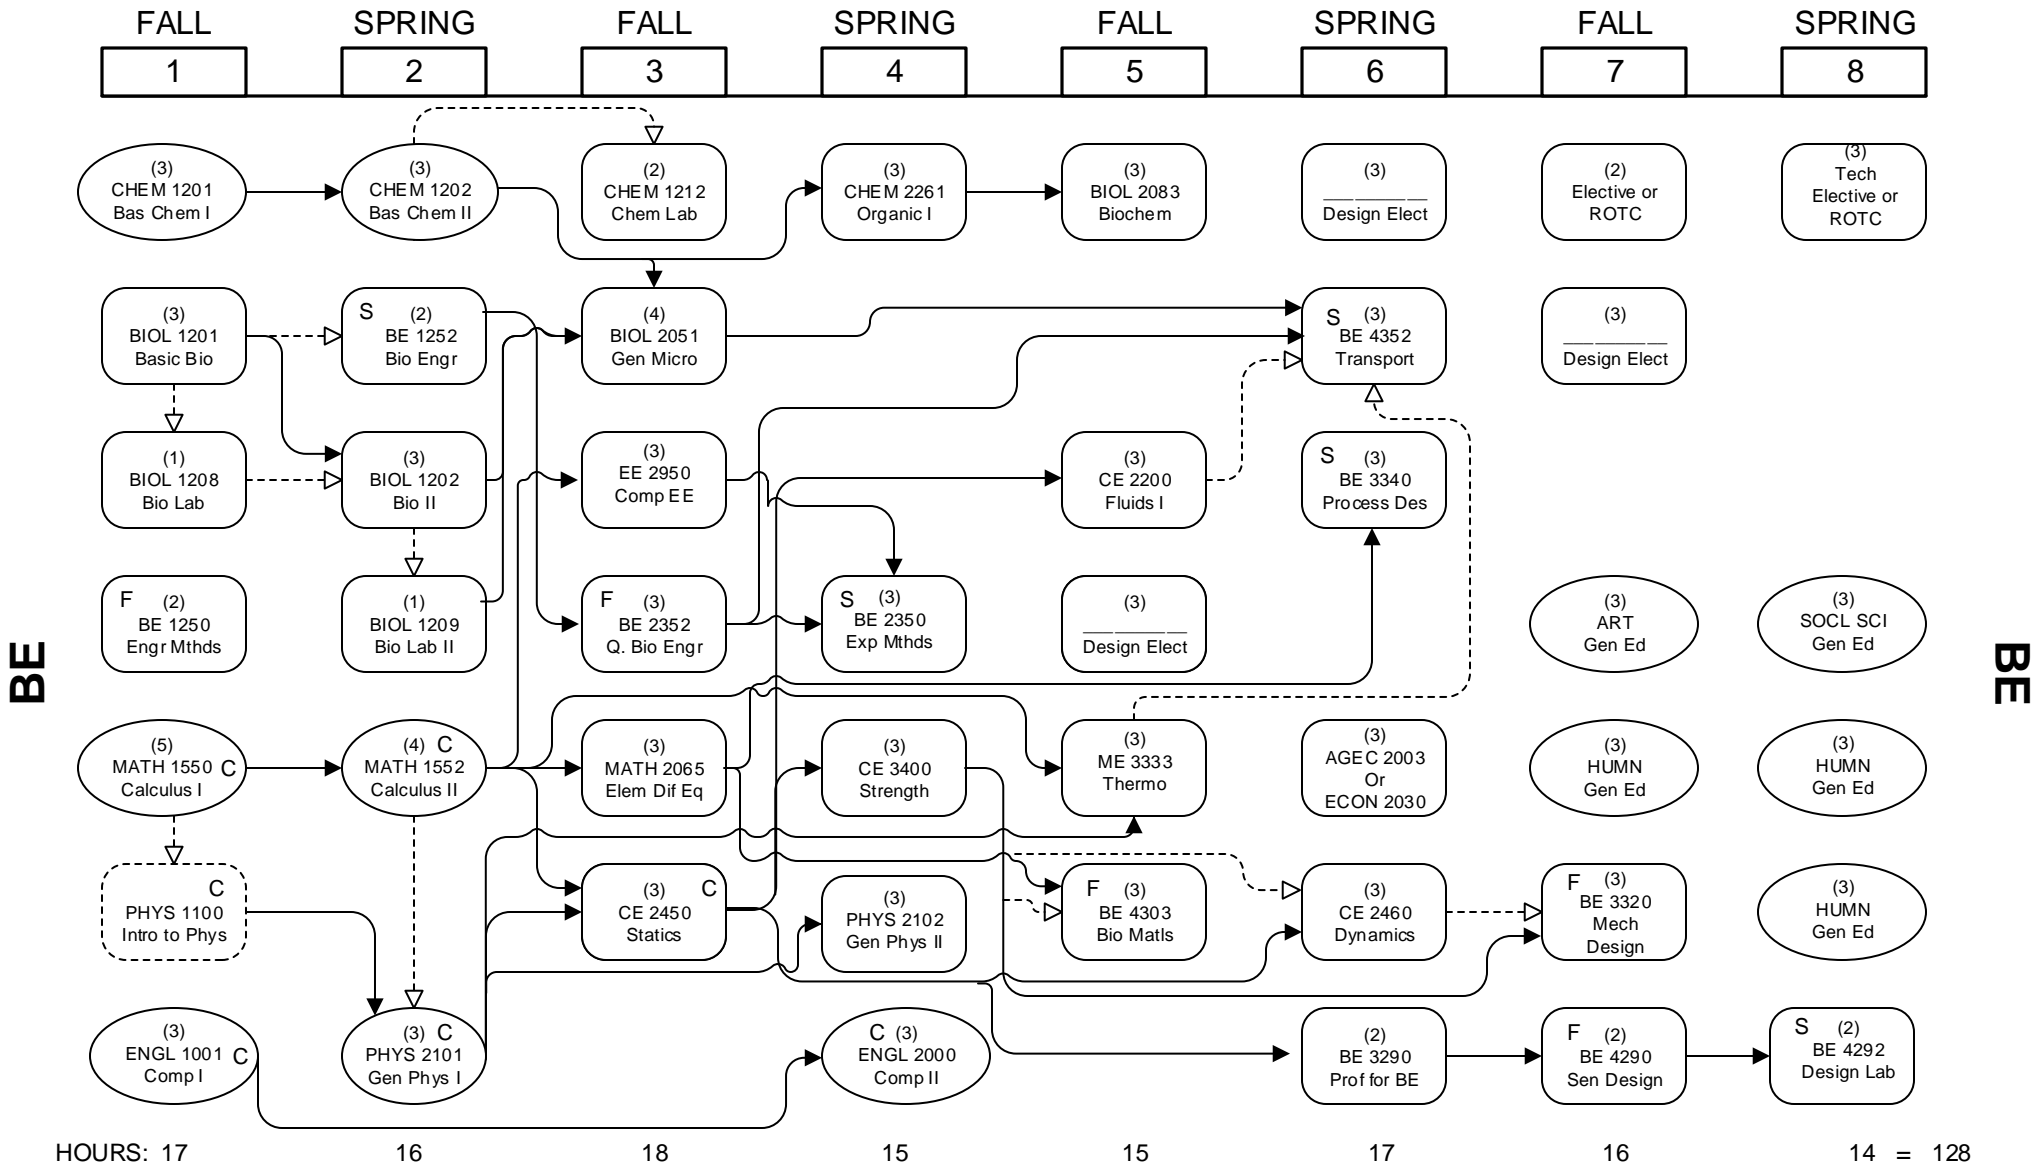 FALL
SPRING
FALL
SPRING
FALL
SPRING
FALL
SPRING
1
2
3
4
5
6
7
8
(3)
CHEM 1201
Bas Chem I
(3)
CHEM 1202
Bas Chem II
(2)
CHEM 1212
Chem Lab
(3)
CHEM 2261
Organic I
(3)
BIOL 2083
Biochem
(3)
__________
Design Elect
(2)
Elective or
ROTC
(3)
Tech
Elective or
ROTC
(3)
BIOL 1201
Basic Bio
S (2)
BE 1252
Bio Engr
(4)
BIOL 2051
Gen Micro
S (3)
BE 4352
Transport
(3)
__________
Design Elect
(1)
BIOL 1208
Bio Lab
(3)
BIOL 1202
Bio II
(3)
EE 2950
Comp EE
(3)
CE 2200
Fluids I
S (3)
BE 3340
Process Des
F (2)
BE 1250
Engr Mthds
(1)
BIOL 1209
Bio Lab II
F (3)
BE 2352
Q. Bio Engr
S (3)
BE 2350
Exp Mthds
(3)
__________
Design Elect
(3)
ART
Gen Ed
(3)
SOCL SCI
Gen Ed
BE
BE
(5)
MATH 1550 C
Calculus I
(4) C
MATH 1552
Calculus II
(3)
MATH 2065
Elem Dif Eq
(3)
CE 3400
Strength
(3)
ME 3333
Thermo
(3)
AGEC 2003
Or
ECON 2030
(3)
HUMN
Gen Ed
(3)
HUMN
Gen Ed
C
PHYS 1100
Intro to Phys
(3) C
CE 2450
Statics
(3)
PHYS 2102
Gen Phys II
F (3)
BE 4303
Bio Matls
(3)
CE 2460
Dynamics
F (3)
BE 3320
Mech
Design
(3)
HUMN
Gen Ed
(3)
ENGL 1001 C
Comp I
(3) C
PHYS 2101
Gen Phys I
C (3)
ENGL 2000
Comp II
(2)
BE 3290
Prof for BE
F (2)
BE 4290
Sen Design
S (2)
BE 4292
Design Lab
HOURS: 17 16 18 15 15 17 16 14 = 128